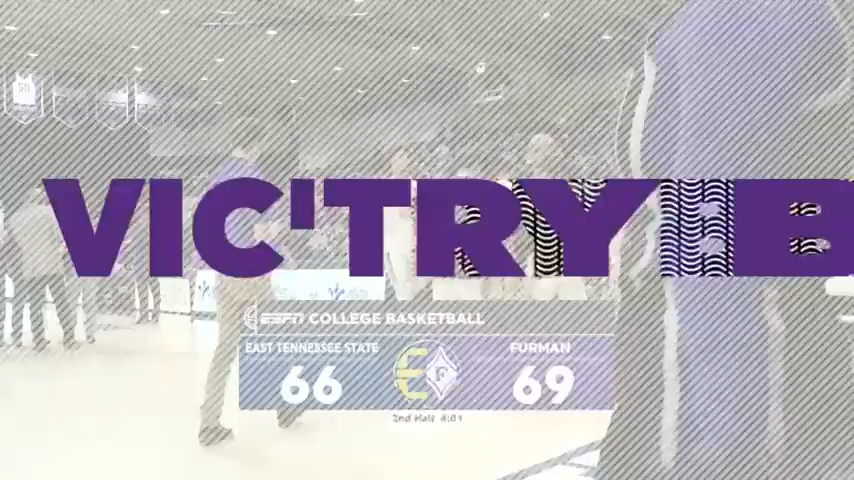 VIC'TRY B
ESPN COLLEGE BASKETBALL
EAST TENNESSEE STATE FURMAN
66 E F 69
2nd Half 4:01